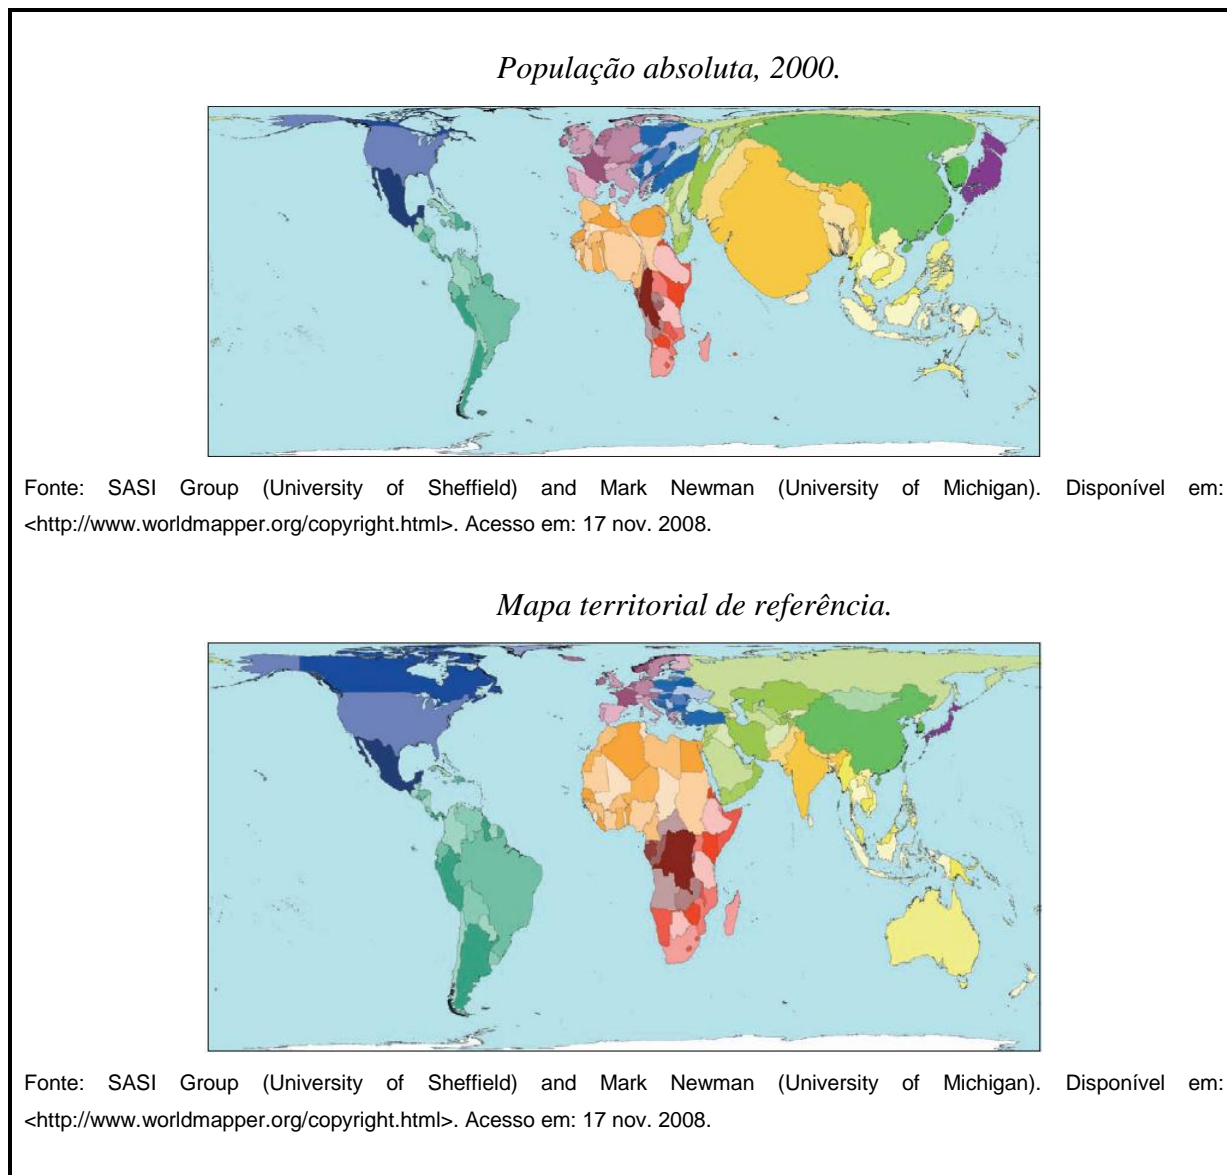 População absoluta, 2000.
Fonte: SASI Group (University of Sheffield) and Mark Newman (University of Michigan). Disponível em:
<http://www.worldmapper.org/copyright.html>. Acesso em: 17 nov. 2008.
Mapa territorial de referência.
Fonte: SASI Group (University of Sheffield) and Mark Newman (University of Michigan). Disponível em:
<http://www.worldmapper.org/copyright.html>. Acesso em: 17 nov. 2008.